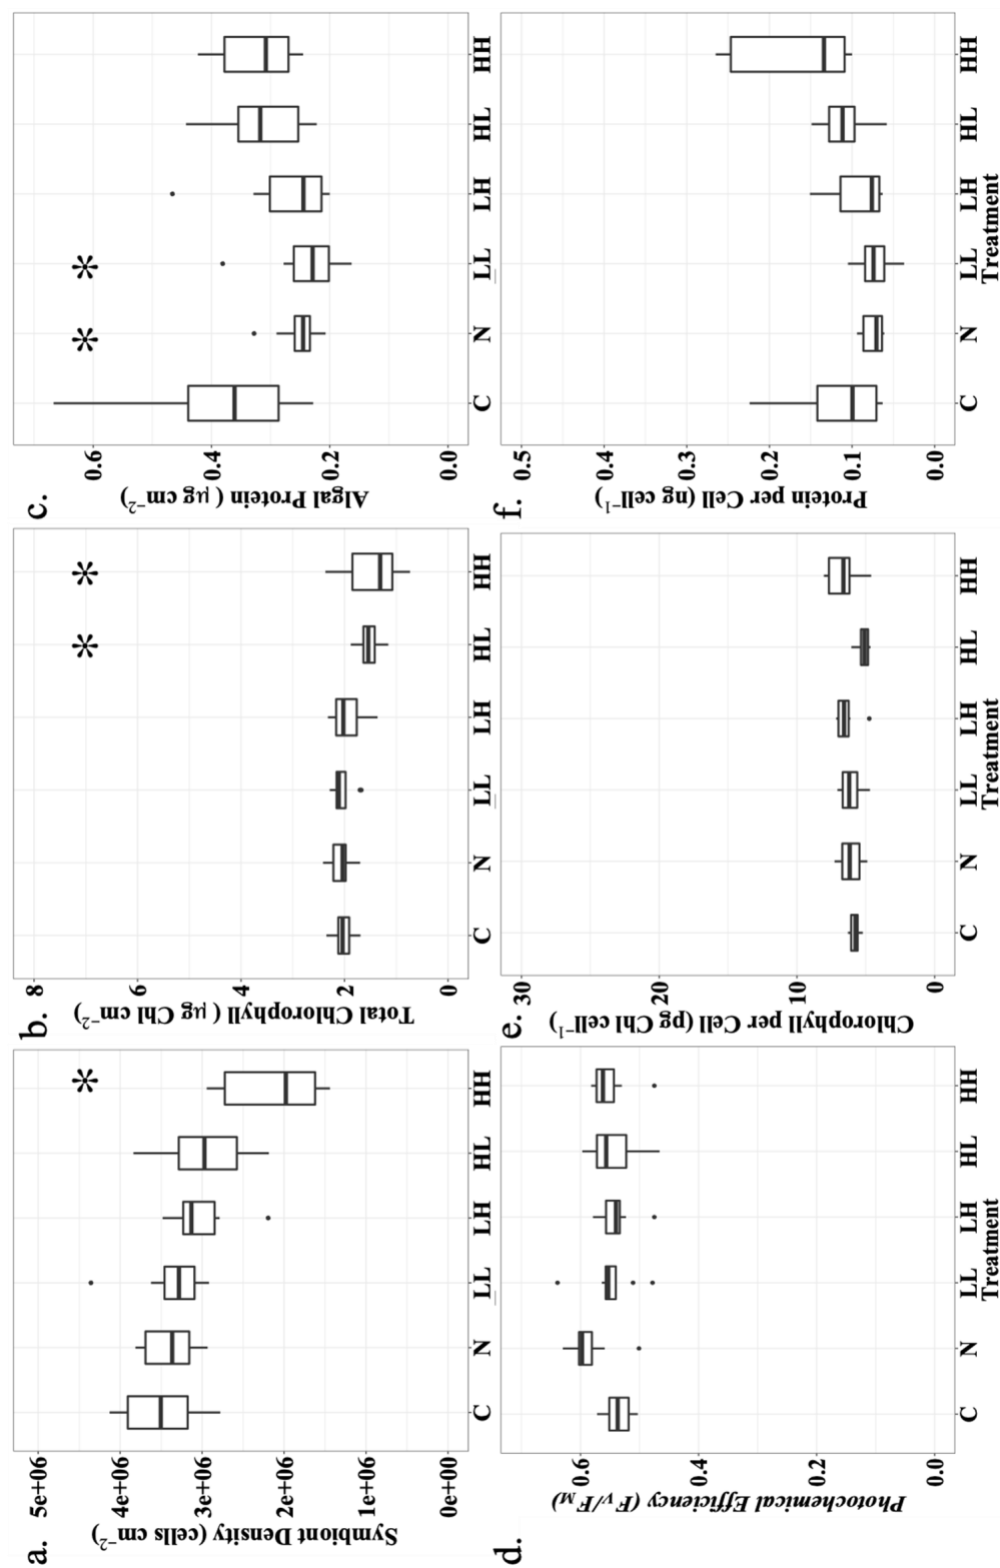 a.
Symbiont Density (cells cm⁻²)
5e+06
4e+06
3e+06
2e+06
1e+06
0e+00
*
C N LL LH HL HH
b.
Total Chlorophyll ( μg Chl cm⁻²)
8
6
4
2
0
* *
C N LL LH HL HH
c.
Algal Protein ( μg cm⁻²)
0.6
0.4
0.2
0.0
* *
C N LL LH HL HH
d.
Photochemical Efficiency (Fᵥ/F_M)
0.6
0.4
0.2
0.0
C N LL LH HL HH
Treatment
e.
Chlorophyll per Cell (pg Chl cell⁻¹)
30
20
10
0
C N LL LH HL HH
Treatment
f.
Protein per Cell (ng cell⁻¹)
0.5
0.4
0.3
0.2
0.1
0.0
C N LL LH HL HH
Treatment